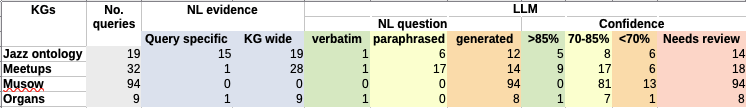 KGs No. queries NL evidence LLM
NL question Confidence
Query specific KG wide verbatim paraphrased generated >85% 70-85% <70% Needs review
Jazz ontology 19 15 19 1 6 12 5 8 6 14
Meetups 32 1 28 1 17 14 9 17 6 18
Musow 94 0 0 0 0 94 0 81 13 94
Organs 9 1 9 1 0 8 1 7 1 8